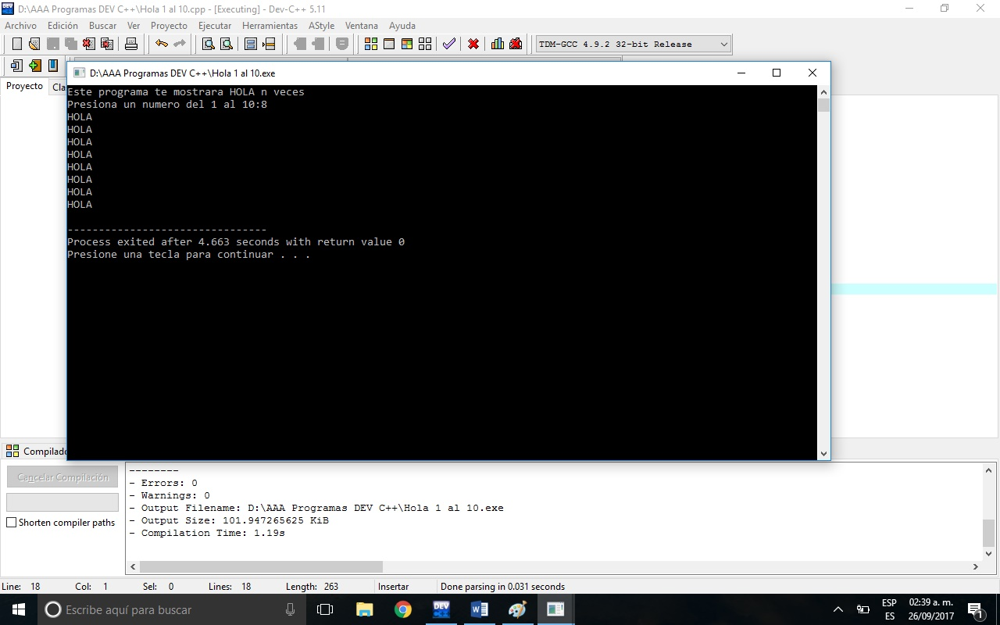 D:\AAA Programas DEV C++\Hola 1 al 10.cpp - [Executing] - Dev-C++ 5.11
Archivo Edición Buscar Ver Proyecto Ejecutar Herramientas AStyle Ventana Ayuda
TDM-GCC 4.9.2 32-bit Release
Proyecto
D:\AAA Programas DEV C++\Hola 1 al 10.exe
Este programa te mostrara HOLA n veces
Presiona un numero del 1 al 10:8
HOLA
HOLA
HOLA
HOLA
HOLA
HOLA
HOLA
HOLA
--------------------------------
Process exited after 4.663 seconds with return value 0
Presione una tecla para continuar . . .
Cancelar Compilación
Shorten compiler paths
--------
- Errors: 0
- Warnings: 0
- Output Filename: D:\AAA Programas DEV C++\Hola 1 al 10.exe
- Output Size: 101.947265625 KiB
- Compilation Time: 1.19s
Line: 18 Col: 1 Sel: 0 Lines: 18 Length: 263 Insertar Done parsing in 0.031 seconds
Escribe aquí para buscar
DEV
ESP
ES
02:39 a. m.
26/09/2017
1